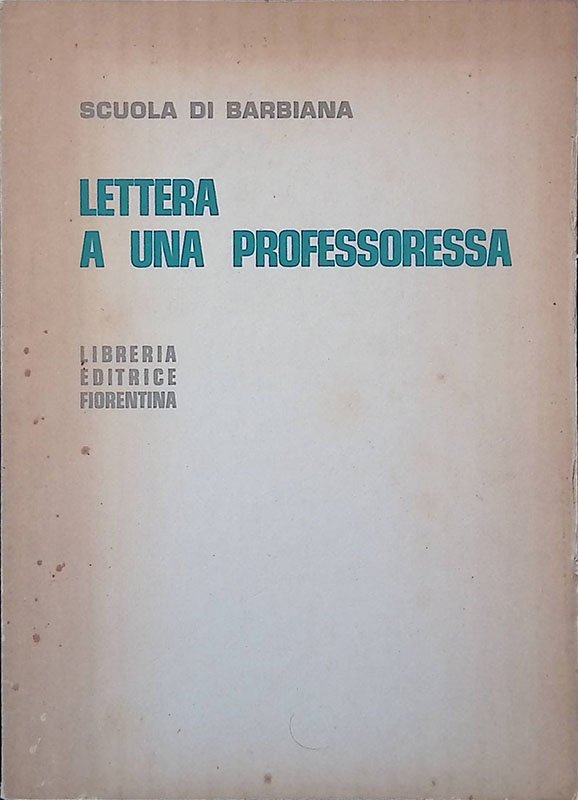 SCUOLA DI BARBIANA
LETTERA
A UNA PROFESSORESSA
LIBRERIA
EDITRICE
FIORENTINA